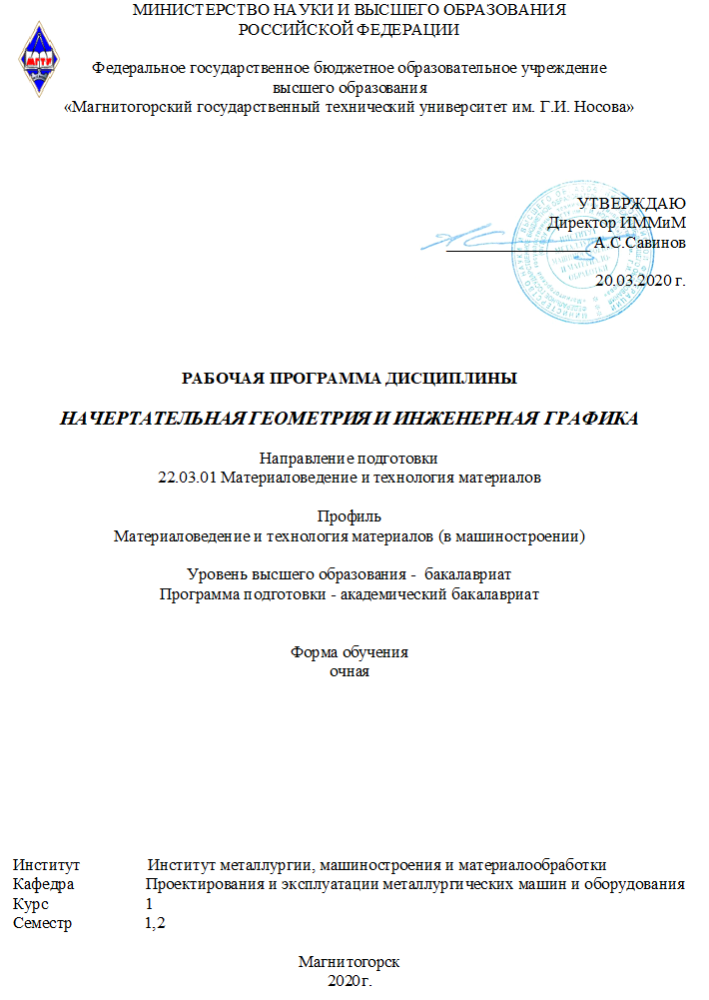 МИНИСТЕРСТВО НАУКИ И ВЫСШЕГО ОБРАЗОВАНИЯ
РОССИЙСКОЙ ФЕДЕРАЦИИ
МГТУ
Федеральное государственное бюджетное образовательное учреждение
высшего образования
«Магнитогорский государственный технический университет им. Г.И. Носова»
УТВЕРЖДАЮ
Директор ИММиМ
А.С.Савинов
20.03.2020 г.
РАБОЧАЯ ПРОГРАММА ДИСЦИПЛИНЫ
НАЧЕРТАТЕЛЬНАЯ ГЕОМЕТРИЯ И ИНЖЕНЕРНАЯ ГРАФИКА
Направление подготовки
22.03.01 Материаловедение и технология материалов
Профиль
Материаловедение и технология материалов (в машиностроении)
Уровень высшего образования - бакалавриат
Программа подготовки - академический бакалавриат
Форма обучения
очная
Институт Институт металлургии, машиностроения и материалообработки
Кафедра Проектирования и эксплуатации металлургических машин и оборудования
Курс 1
Семестр 1,2
Магнитогорск
2020г.